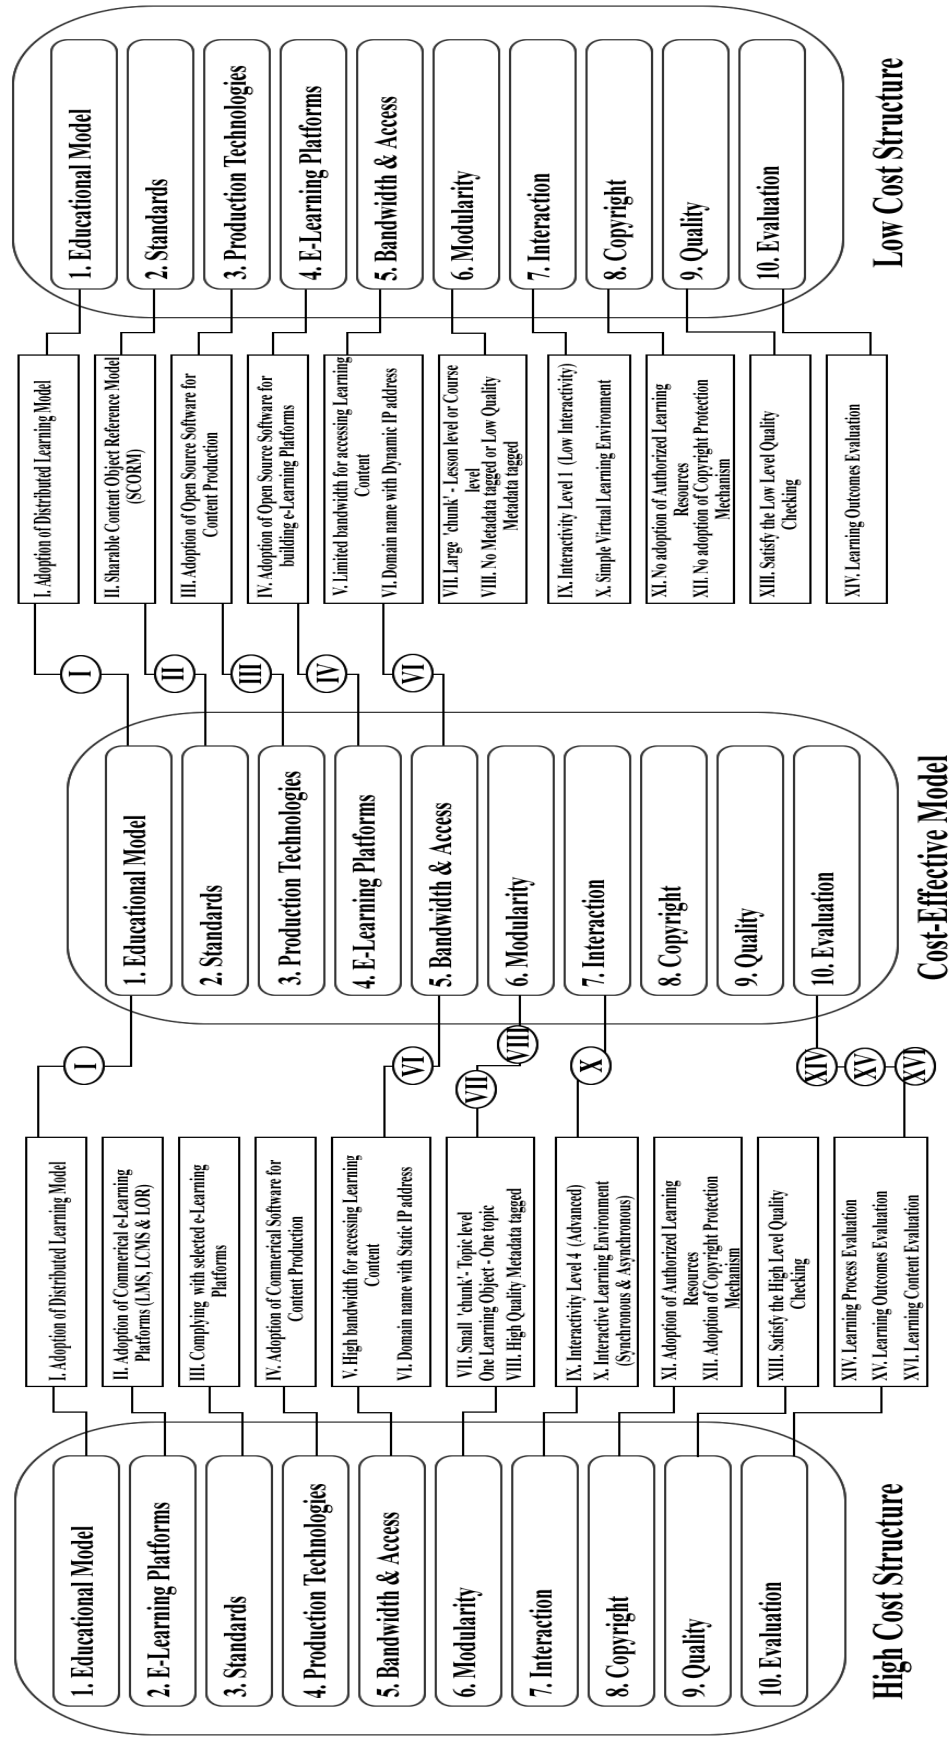 1. Educational Model
2. E-Learning Platforms
3. Standards
4. Production Technologies
5. Bandwidth & Access
6. Modularity
7. Interaction
8. Copyright
9. Quality
10. Evaluation
High Cost Structure
I. Adoption of Distributed Learning Model
II. Adoption of Commerical e-Learning
Platforms (LMS, LCMS & LOR)
III. Complying with selected e-Learning
Platforms
IV. Adoption of Commerical Software for
Content Production
V. High bandwidth for accessing Learning
Content
VI. Domain name with Static IP address
VII. Small 'chunk'- Topic level
One Learning Object - One topic
VIII. High Quality Metadata tagged
IX. Interactivity Level 4 (Advanced)
X. Interactive Learning Environment
(Synchronous & Asynchronous)
XI. Adoption of Authorized Learning
Resources
XII. Adoption of Copyright Protection
Mechanism
XIII. Satisfy the High Level Quality
Checking
XIV. Learning Process Evaluation
XV. Learning Outcomes Evaluation
XVI. Learning Content Evaluation
I
VI
VII
VIII
X
XIV
XV
XVI
1. Educational Model
2. Standards
3. Production Technologies
4. E-Learning Platforms
5. Bandwidth & Access
6. Modularity
7. Interaction
8. Copyright
9. Quality
10. Evaluation
Cost-Effective Model
I
II
III
IV
VI
I. Adoption of Distributed Learning Model
II. Sharable Content Object Reference Model
(SCORM)
III. Adoption of Open Source Software for
Content Production
IV. Adoption of Open Source Software for
building e-Learning Platforms
V. Limited bandwidth for accessing Learning
Content
VI. Domain name with Dynamic IP address
VII. Large 'chunk' - Lesson level or Course
level
VIII. No Metadata tagged or Low Quality
Metadata tagged
IX. Interactivity Level 1 (Low Interactivity)
X. Simple Virtual Learning Environment
XI. No adoption of Authorized Learning
Resources
XII. No adoption of Copyright Protection
Mechanism
XIII. Satisfy the Low Level Quality
Checking
XIV. Learning Outcomes Evaluation
1. Educational Model
2. Standards
3. Production Technologies
4. E-Learning Platforms
5. Bandwidth & Access
6. Modularity
7. Interaction
8. Copyright
9. Quality
10. Evaluation
Low Cost Structure